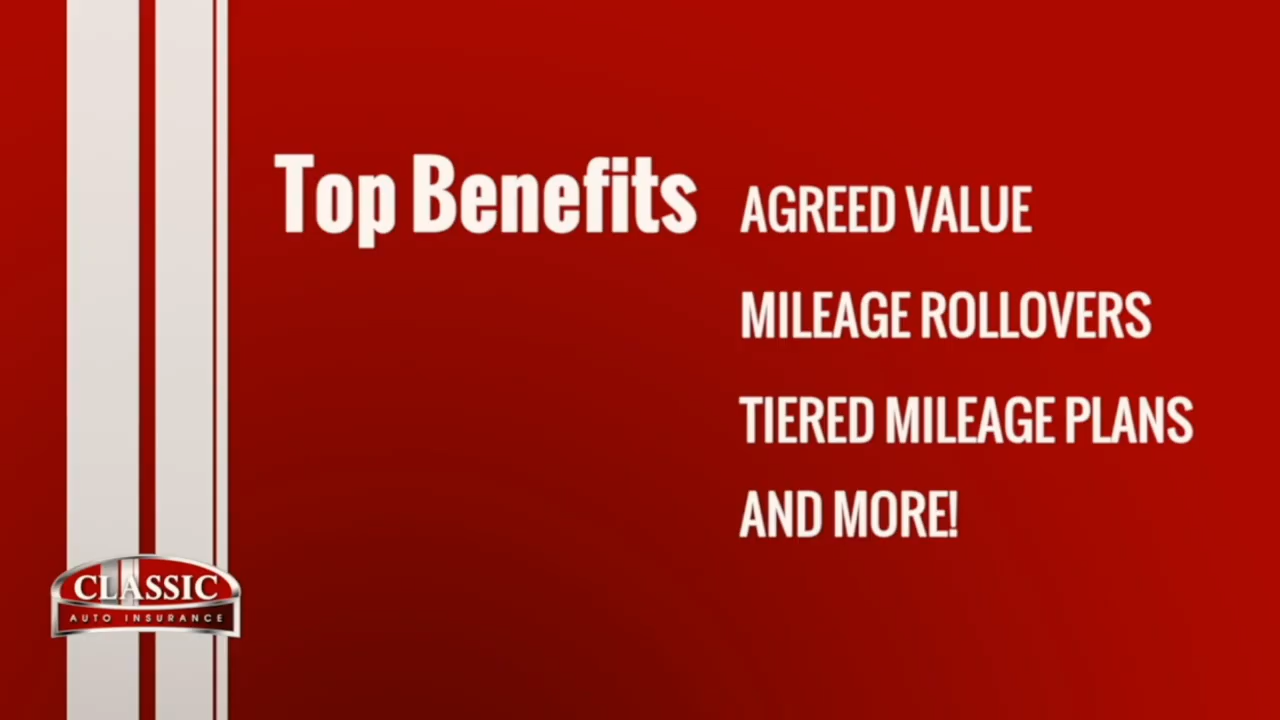 Top Benefits
AGREED VALUE
MILEAGE ROLLOVERS
TIERED MILEAGE PLANS
AND MORE!
CLASSIC
AUTO INSURANCE